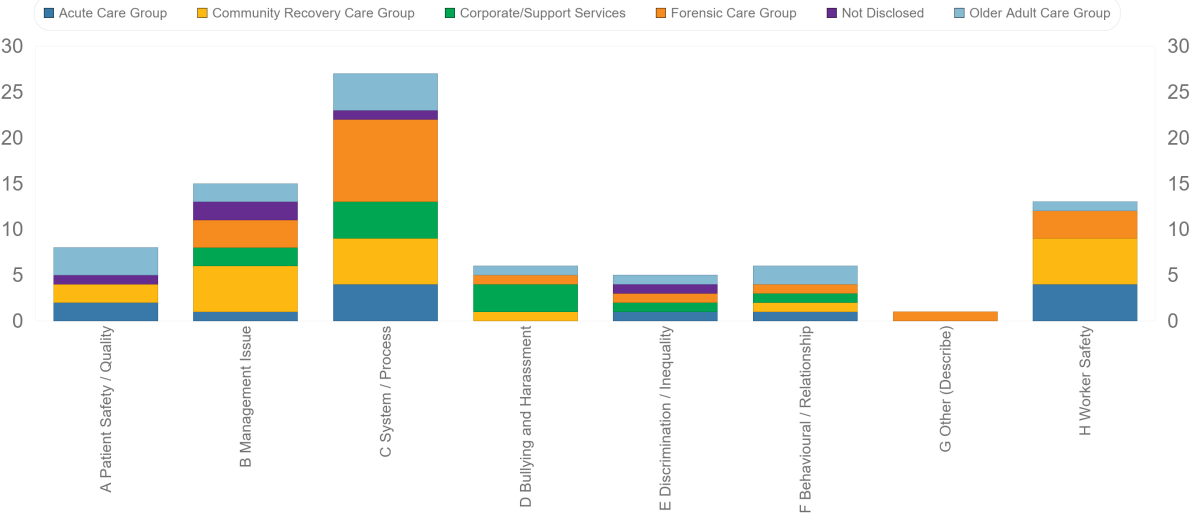 Acute Care Group Community Recovery Care Group Corporate/Support Services Forensic Care Group Not Disclosed Older Adult Care Group
30 30
25 25
20 20
15 15
10 10
5 5
0 0
A Patient Safety / Quality
B Management Issue
C System / Process
D Bullying and Harassment
E Discrimination / Inequality
F Behavioural / Relationship
G Other (Describe)
H Worker Safety